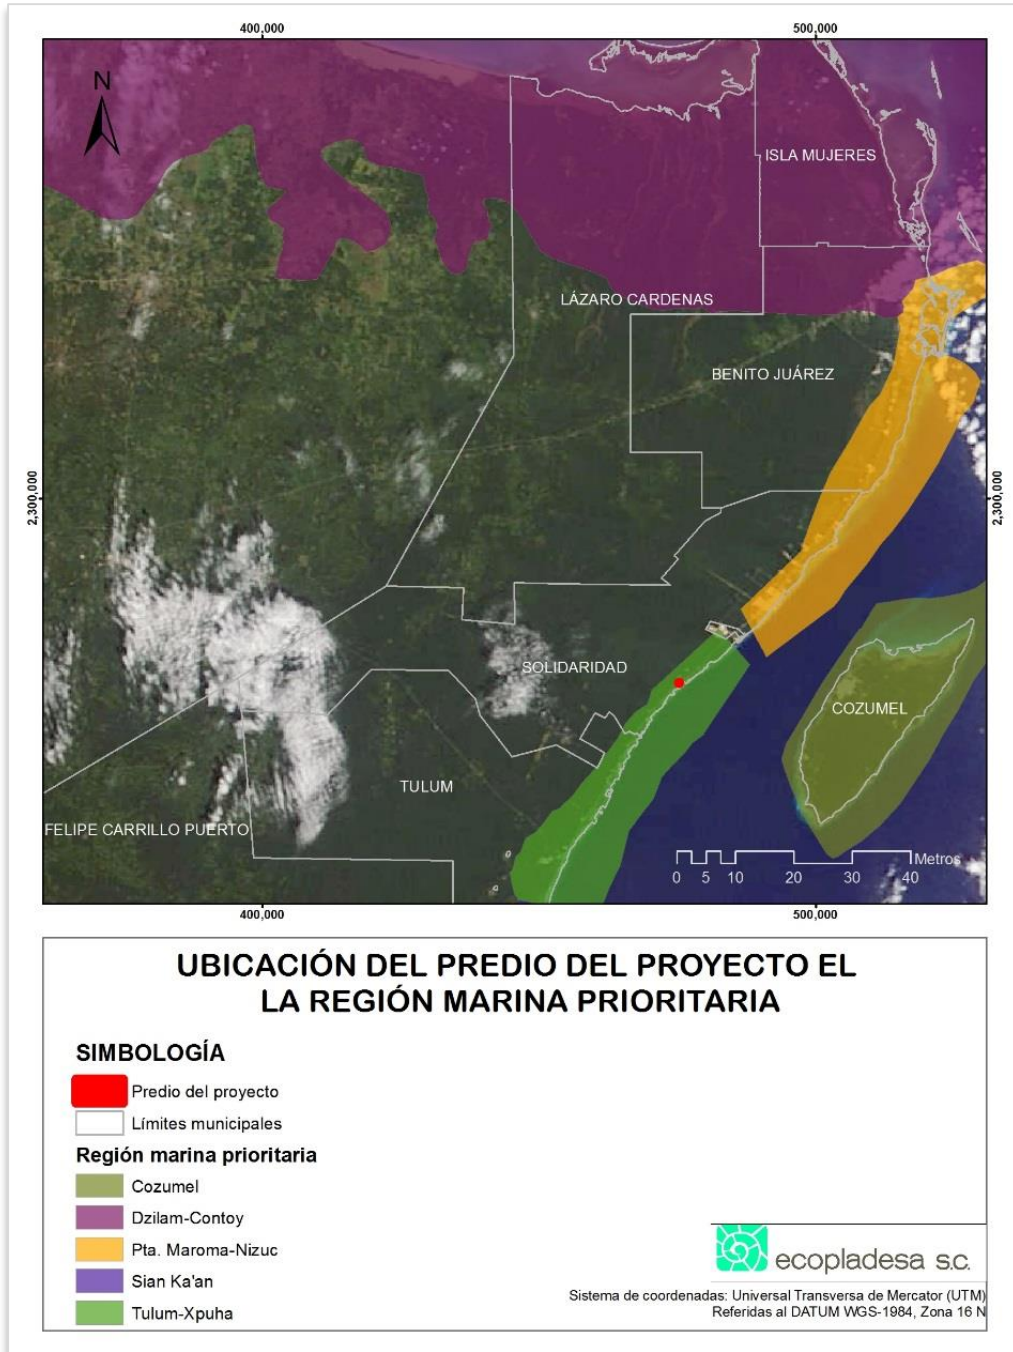 400,000 500,000
N
ISLA MUJERES
LÁZARO CARDENAS
BENITO JUÁREZ
2,300,000 2,300,000
SOLIDARIDAD
COZUMEL
TULUM
FELIPE CARRILLO PUERTO
Metros
0 5 10 20 30 40
400,000 500,000
UBICACIÓN DEL PREDIO DEL PROYECTO EL
LA REGIÓN MARINA PRIORITARIA
SIMBOLOGÍA
Predio del proyecto
Límites municipales
Región marina prioritaria
Cozumel
Dzilam-Contoy
Pta. Maroma-Nizuc
Sian Ka'an
Tulum-Xpuha
ecopladesa s.c.
Sistema de coordenadas: Universal Transversa de Mercator (UTM)
Referidas al DATUM WGS-1984, Zona 16 N